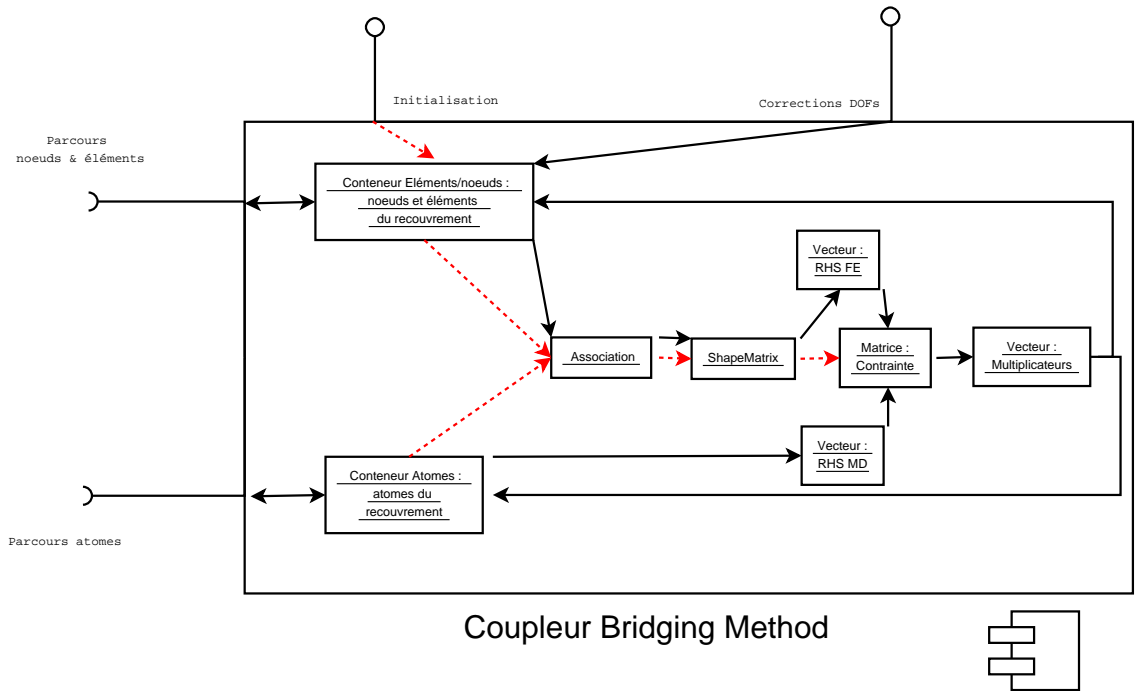 Initialisation
Corrections DOFs
Parcours
noeuds & éléments
Conteneur Eléments/noeuds :
noeuds et éléments
du recouvrement
Vecteur :
RHS FE
Association
ShapeMatrix
Matrice :
Contrainte
Vecteur :
Multiplicateurs
Vecteur :
RHS MD
Conteneur Atomes :
atomes du
recouvrement
Parcours atomes
Coupleur Bridging Method